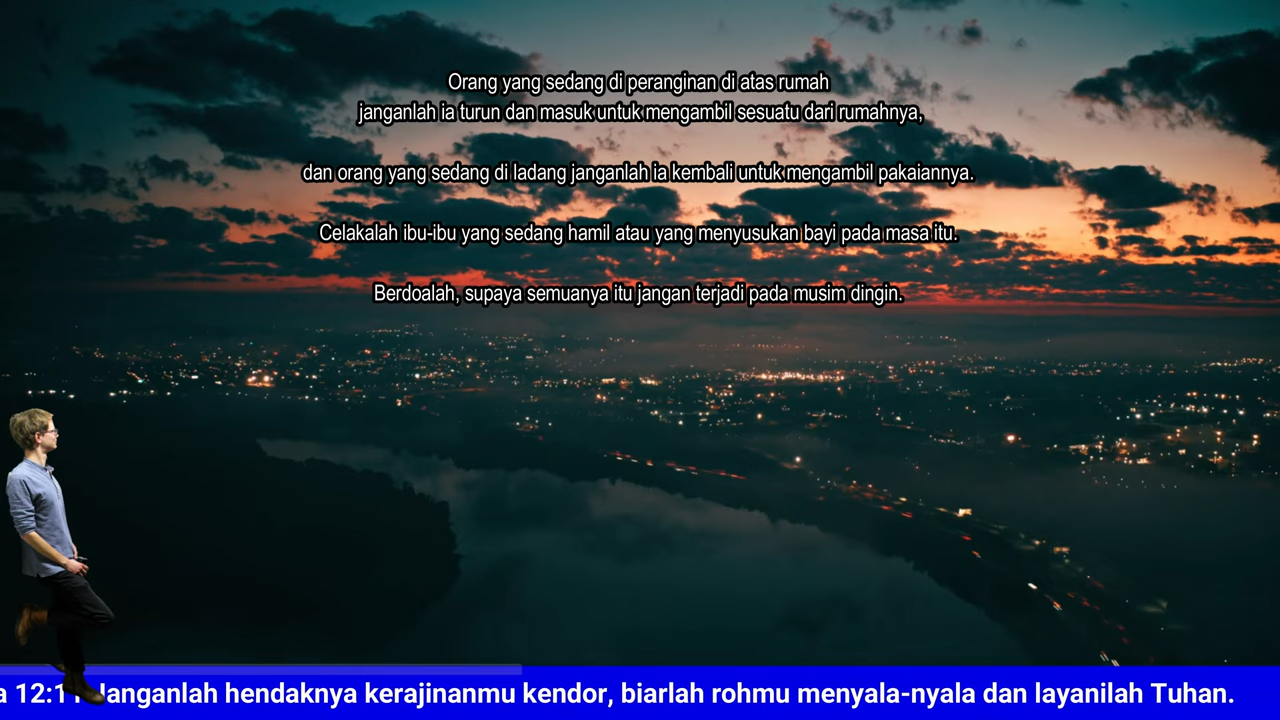 Orang yang sedang di peranginan di atas rumah
janganlah ia turun dan masuk untuk mengambil sesuatu dari rumahnya,
dan orang yang sedang di ladang janganlah ia kembali untuk mengambil pakaiannya.
Celakalah ibu-ibu yang sedang hamil atau yang menyusukan bayi pada masa itu.
Berdoalah, supaya semuanya itu jangan terjadi pada musim dingin.
Janganlah hendaknya kerajinanmu kendor, biarlah rohmu menyala-nyala dan layanilah Tuhan.